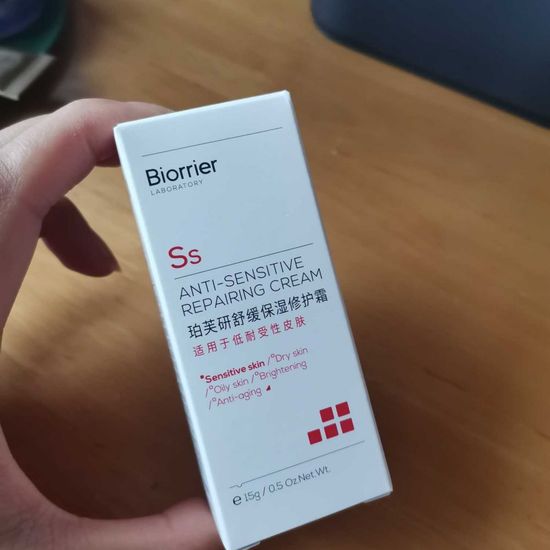 Biorrier
LABORATORY
Ss
ANTI-SENSITIVE
REPAIRING CREAM
珀芙研舒缓保湿修护霜
适用于低耐受性皮肤
*Sensitive skin /°Dry skin
/°Oily skin /°Brightening
/°Anti-aging
e 15g / 0.5 Oz.Net.Wt.